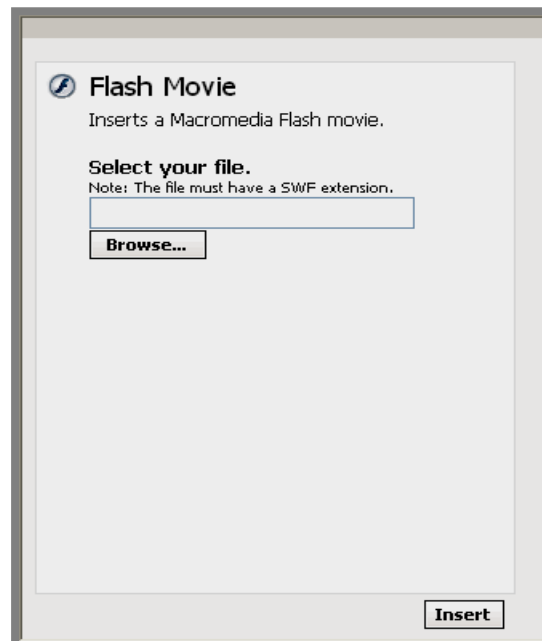 Flash Movie
Inserts a Macromedia Flash movie.
Select your file.
Note: The file must have a SWF extension.
Browse...
Insert